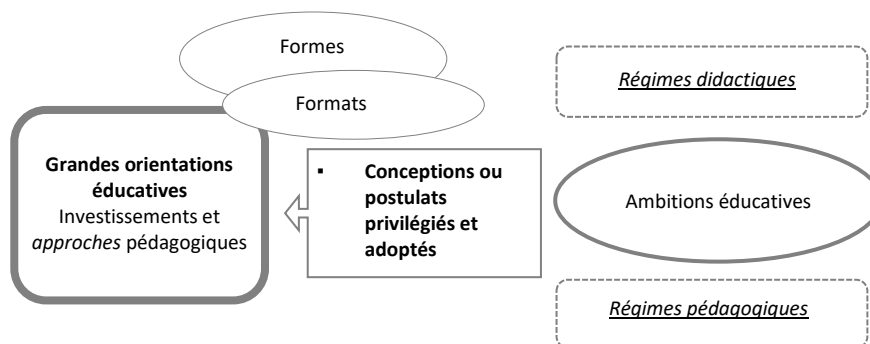 Formes
Formats
Grandes orientations
éducatives
Investissements et
approches pédagogiques
▪ Conceptions ou
postulats
privilégiés et
adoptés
Régimes didactiques
Ambitions éducatives
Régimes pédagogiques